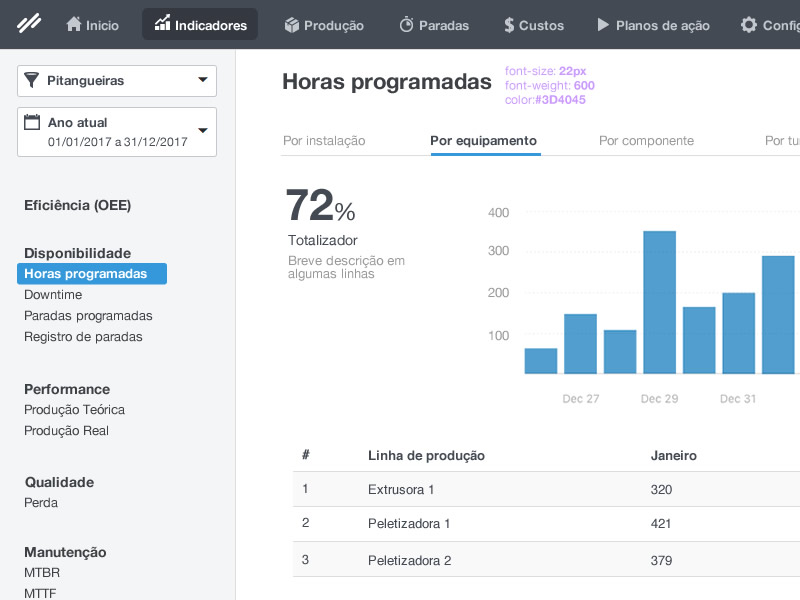 Inicio
Indicadores
Produção
Paradas
$ Custos
Planos de ação
Pitangueiras
Ano atual
01/01/2017 a 31/12/2017
Eficiência (OEE)
Disponibilidade
Horas programadas
Downtime
Paradas programadas
Registro de paradas
Performance
Produção Teórica
Produção Real
Qualidade
Perda
Manutenção
MTBR
MTTF
Horas programadas
font-size: 22px
font-weight: 600
color:#3D4045
Por instalação
Por equipamento
Por componente
Por
72%
Totalizador
Breve descrição em
algumas linhas
400
300
200
100
Dec 27
Dec 29
Dec 31
# Linha de produção Janeiro
1 Extrusora 1 320
2 Peletizadora 1 421
3 Peletizadora 2 379